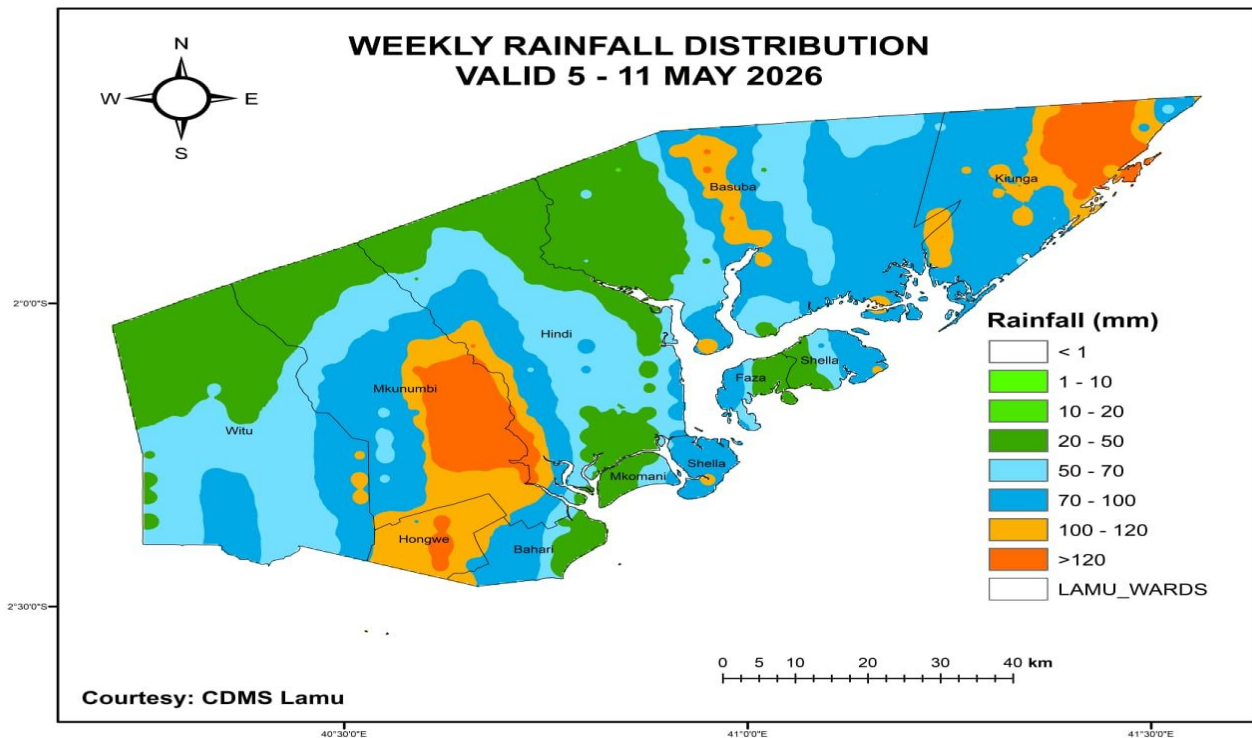 WEEKLY RAINFALL DISTRIBUTION
VALID 5 - 11 MAY 2026
N
W E
S
Basuba
Kiunga
2°0'0"S
Hindi
Mkunumbi
Faza
Shella
Witu
Shella
Mkomani
Hongwe
Bahari
Rainfall (mm)
< 1
1 - 10
10 - 20
20 - 50
50 - 70
70 - 100
100 - 120
>120
LAMU_WARDS
2°30'0"S
0 5 10 20 30 40 km
Courtesy: CDMS Lamu
40°30'0"E 41°0'0"E 41°30'0"E